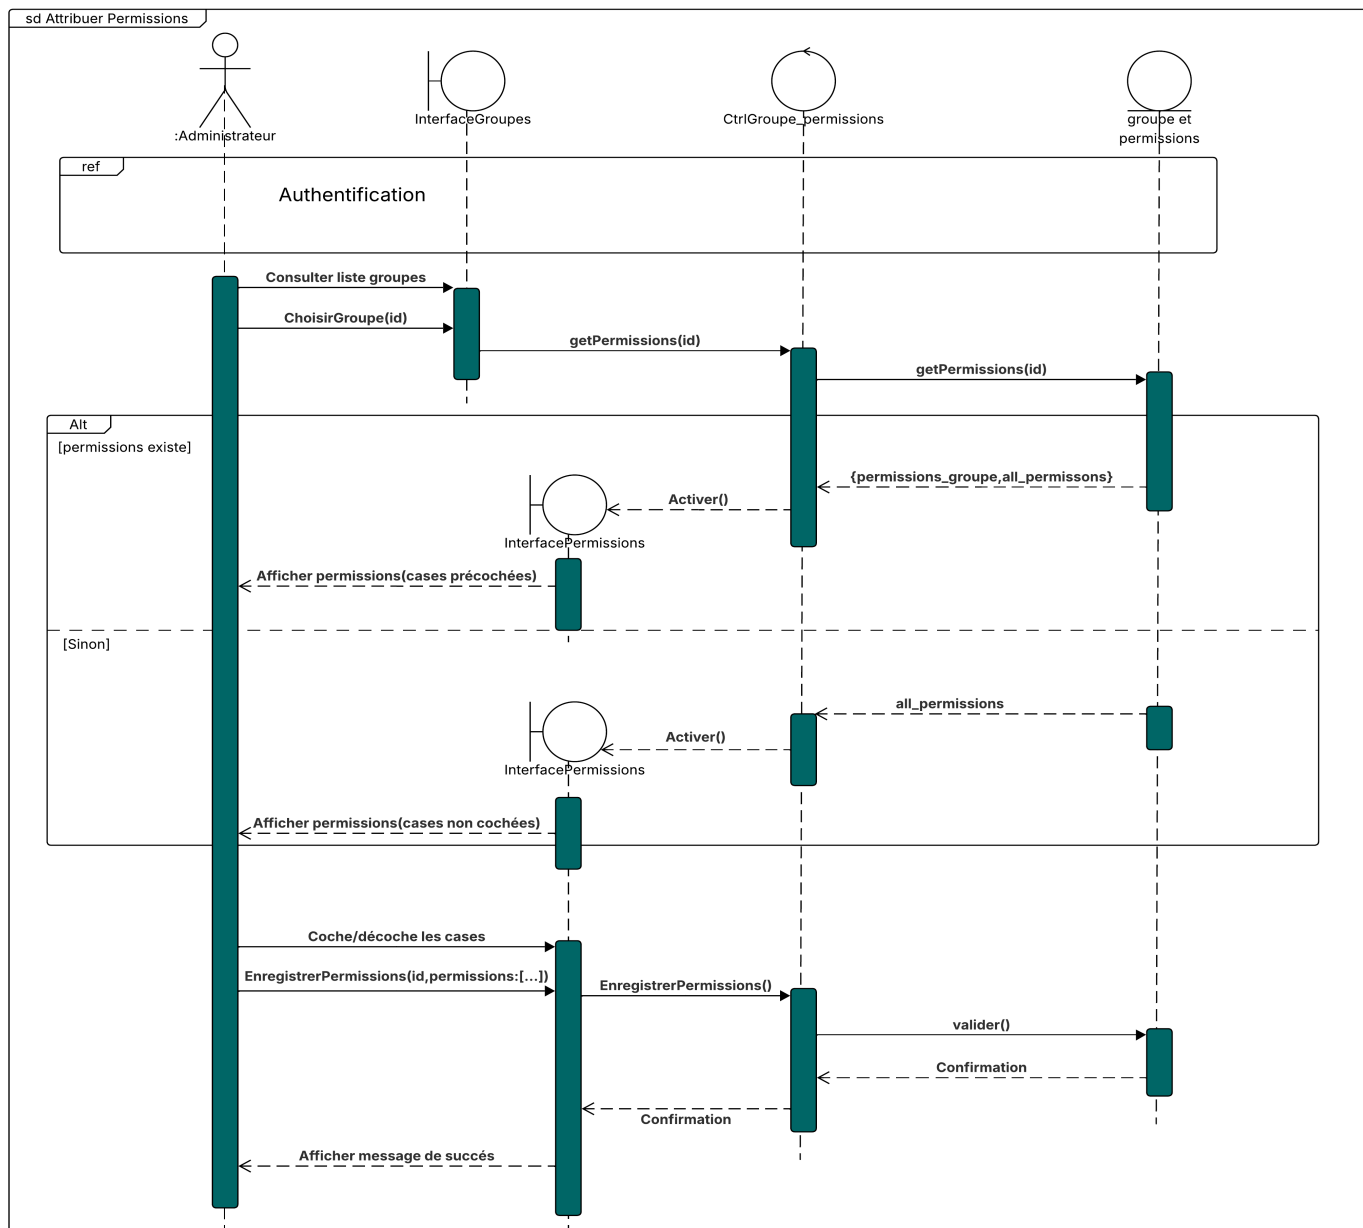 sd Attribuer Permissions
:Administrateur
InterfaceGroupes
CtrlGroupe_permissions
groupe et
permissions
ref
Authentification
Consulter liste groupes
ChoisirGroupe(id)
getPermissions(id)
getPermissions(id)
Alt
[permissions existe]
{permissions_groupe,all_permissons}
Activer()
InterfacePermissions
Afficher permissions(cases précochées)
[Sinon]
all_permissions
Activer()
InterfacePermissions
Afficher permissions(cases non cochées)
Coche/décoche les cases
EnregistrerPermissions(id,permissions:[...])
EnregistrerPermissions()
valider()
Confirmation
Confirmation
Afficher message de succés